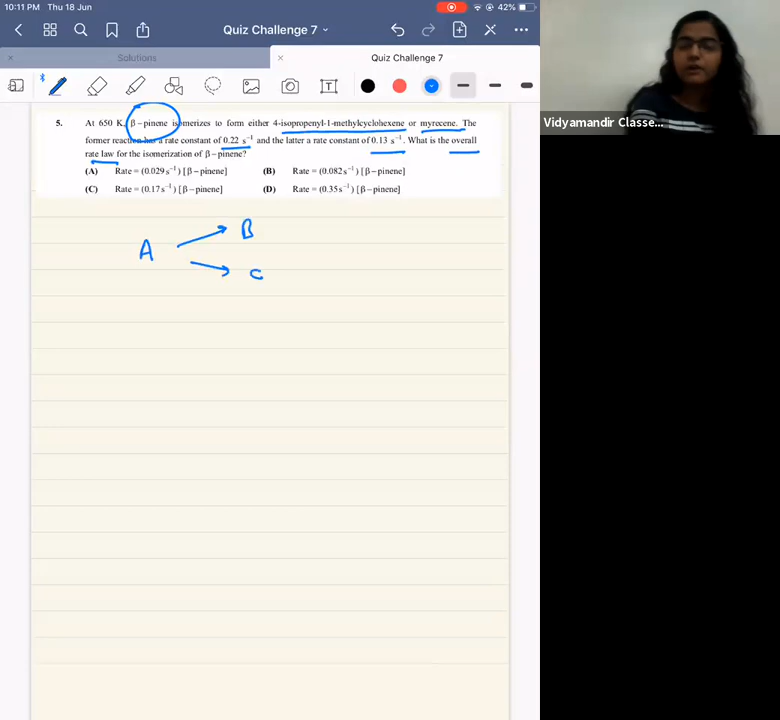 10:11 PM Thu 18 Jun
42%
Quiz Challenge 7
Solutions
Quiz Challenge 7
5. At 650 K, β–pinene isomerizes to form either 4-isopropenyl-1-methylcyclohexene or myrcene. The
former reaction has a rate constant of 0.22 s⁻¹ and the latter a rate constant of 0.13 s⁻¹. What is the overall
rate law for the isomerization of β–pinene?
(A) Rate = (0.029 s⁻¹) [β–pinene] (B) Rate = (0.082 s⁻¹) [β–pinene]
(C) Rate = (0.17 s⁻¹) [β–pinene] (D) Rate = (0.35 s⁻¹) [β–pinene]
B
A
C
Vidyamandir Classe...